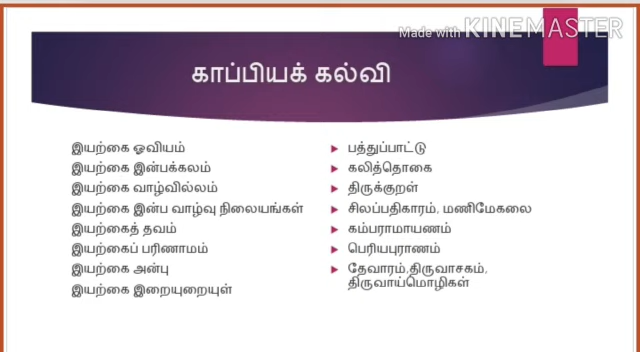 Made with KINEMASTER
காப்பியக் கல்வி
இயற்கை ஓவியம்
இயற்கை இன்பக்கலம்
இயற்கை வாழ்வில்லம்
இயற்கை இன்ப வாழ்வு நிலையங்கள்
இயற்கைத் தவம்
இயற்கைப் பரிணாமம்
இயற்கை அன்பு
இயற்கை இறையுறையுள்
பத்துப்பாட்டு
கலித்தொகை
திருக்குறள்
சிலப்பதிகாரம், மணிமேகலை
கம்பராமாயணம்
பெரியபுராணம்
தேவாரம்,திருவாசகம்,
திருவாய்மொழிகள்